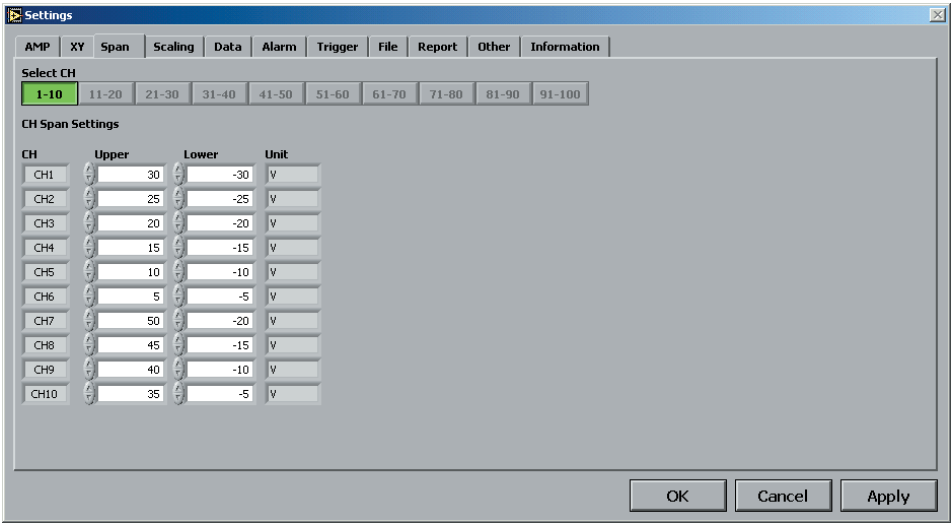 Settings
AMP XY Span Scaling Data Alarm Trigger File Report Other Information
Select CH
1-10 11-20 21-30 31-40 41-50 51-60 61-70 71-80 81-90 91-100
CH Span Settings
CH Upper Lower Unit
CH1 30 -30 V
CH2 25 -25 V
CH3 20 -20 V
CH4 15 -15 V
CH5 10 -10 V
CH6 5 -5 V
CH7 50 -20 V
CH8 45 -15 V
CH9 40 -10 V
CH10 35 -5 V
OK Cancel Apply